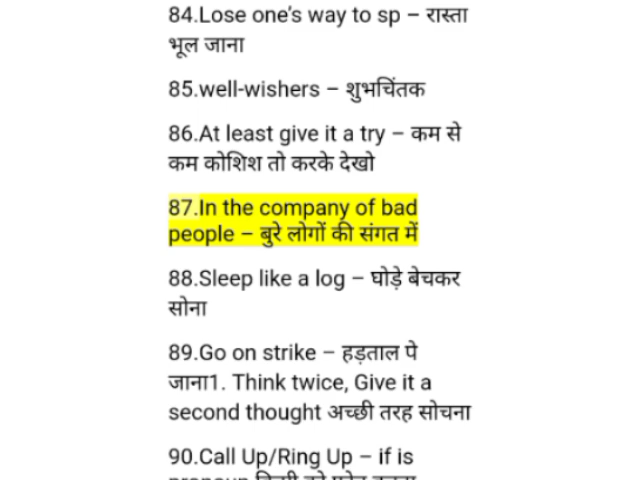 84.Lose one's way to sp – रास्ता
भूल जाना
85.well-wishers – शुभचिंतक
86.At least give it a try – कम से
कम कोशिश तो करके देखो
87.In the company of bad
people – बुरे लोगों की संगत में
88.Sleep like a log – घोड़े बेचकर
सोना
89.Go on strike – हड़ताल पे
जाना1. Think twice, Give it a
second thought अच्छी तरह सोचना
90.Call Up/Ring Up – if is